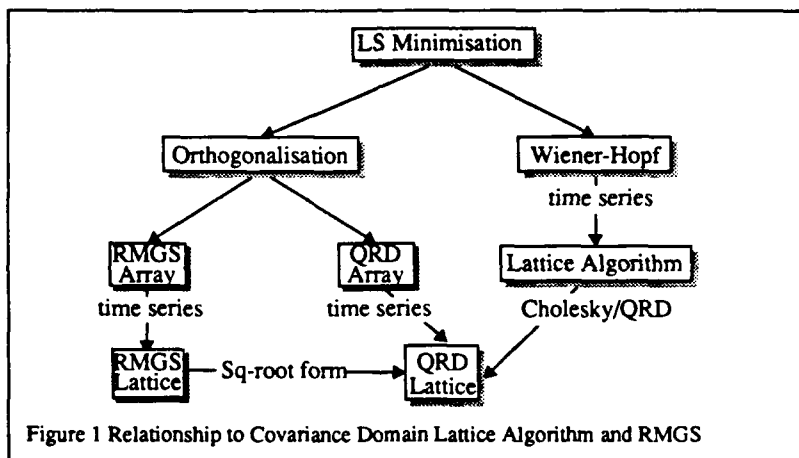 LS Minimisation
Orthogonalisation
Wiener-Hopf
time series
RMGS
Array
QRD
Array
Lattice Algorithm
time series
time series
Cholesky/QRD
RMGS
Lattice
Sq-root form
QRD
Lattice
Figure 1 Relationship to Covariance Domain Lattice Algorithm and RMGS